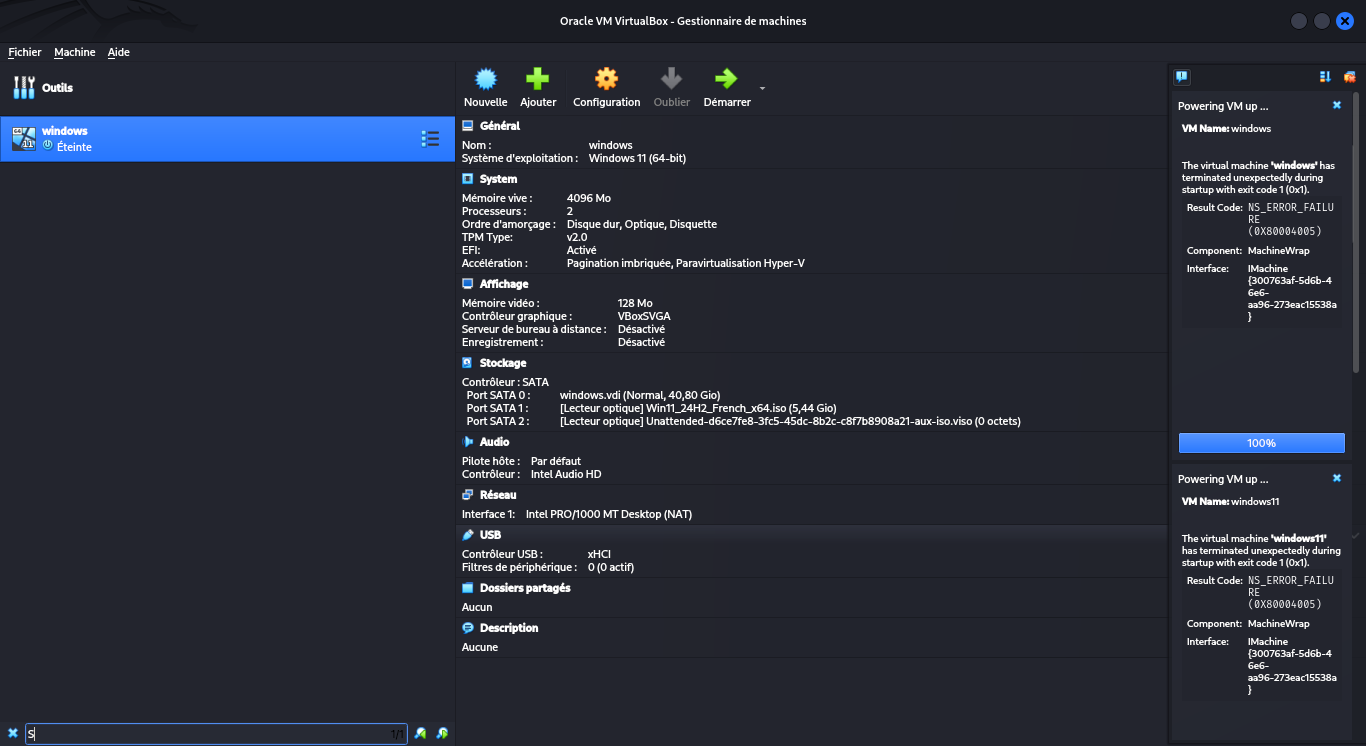 Oracle VM VirtualBox - Gestionnaire de machines
Fichier Machine Aide
Outils
windows
Éteinte
Nouvelle Ajouter Configuration Oublier Démarrer
Général
Nom : windows
Système d'exploitation : Windows 11 (64-bit)
System
Mémoire vive : 4096 Mo
Processeurs : 2
Ordre d'amorçage : Disque dur, Optique, Disquette
TPM Type: v2.0
EFI: Activé
Accélération : Pagination imbriquée, Paravirtualisation Hyper-V
Affichage
Mémoire vidéo : 128 Mo
Contrôleur graphique : VBoxSVGA
Serveur de bureau à distance : Désactivé
Enregistrement : Désactivé
Stockage
Contrôleur : SATA
Port SATA 0 : windows.vdi (Normal, 40,80 Gio)
Port SATA 1 : [Lecteur optique] Win11_24H2_French_x64.iso (5,44 Gio)
Port SATA 2 : [Lecteur optique] Unattended-d6ce7fe8-3fc5-45dc-8b2c-c8f7b8908a21-aux-iso.viso (0 octets)
Audio
Pilote hôte : Par défaut
Contrôleur : Intel Audio HD
Réseau
Interface 1: Intel PRO/1000 MT Desktop (NAT)
USB
Contrôleur USB : xHCI
Filtres de périphérique : 0 (0 actif)
Dossiers partagés
Aucun
Description
Aucune
Powering VM up ...
VM Name: windows
The virtual machine 'windows' has
terminated unexpectedly during
startup with exit code 1 (0x1).
Result Code: NS_ERROR_FAILU
RE
(0X80004005)
Component: MachineWrap
Interface: IMachine
{300763af-5d6b-4
6e6-
aa96-273eac15538a
}
100%
Powering VM up ...
VM Name: windows11
The virtual machine 'windows11'
has terminated unexpectedly during
startup with exit code 1 (0x1).
Result Code: NS_ERROR_FAILU
RE
(0X80004005)
Component: MachineWrap
Interface: IMachine
{300763af-5d6b-4
6e6-
aa96-273eac15538a
}
S 1/1